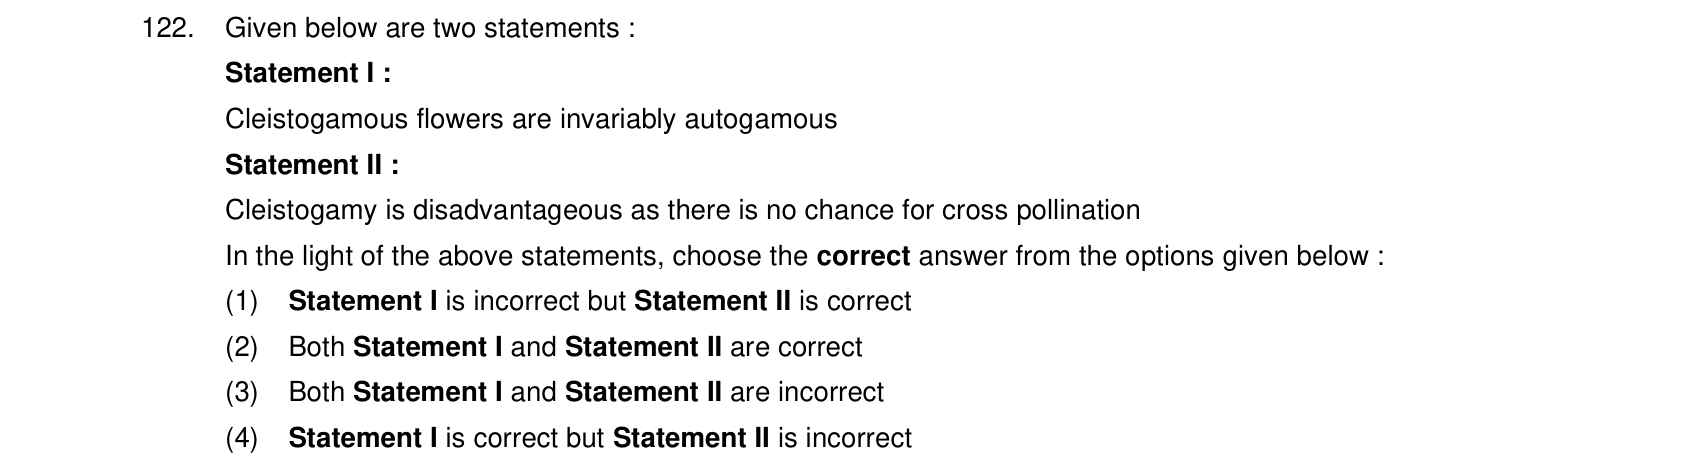 122. Given below are two statements :
Statement I :
Cleistogamous flowers are invariably autogamous
Statement II :
Cleistogamy is disadvantageous as there is no chance for cross pollination
In the light of the above statements, choose the correct answer from the options given below :
(1) Statement I is incorrect but Statement II is correct
(2) Both Statement I and Statement II are correct
(3) Both Statement I and Statement II are incorrect
(4) Statement I is correct but Statement II is incorrect